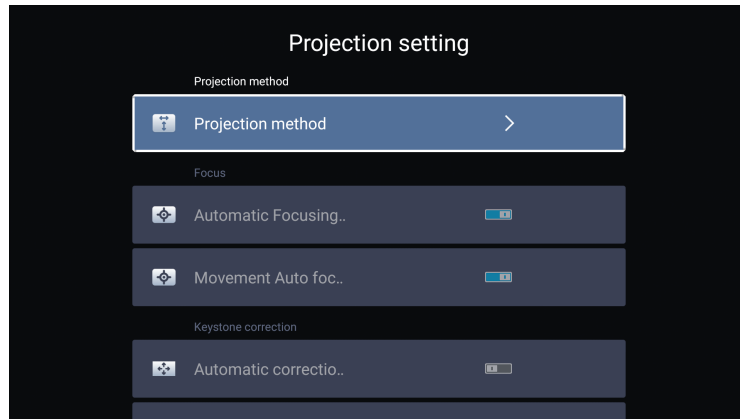 Projection setting
Projection method
Projection method
Focus
Automatic Focusing..
Movement Auto foc..
Keystone correction
Automatic correctio..